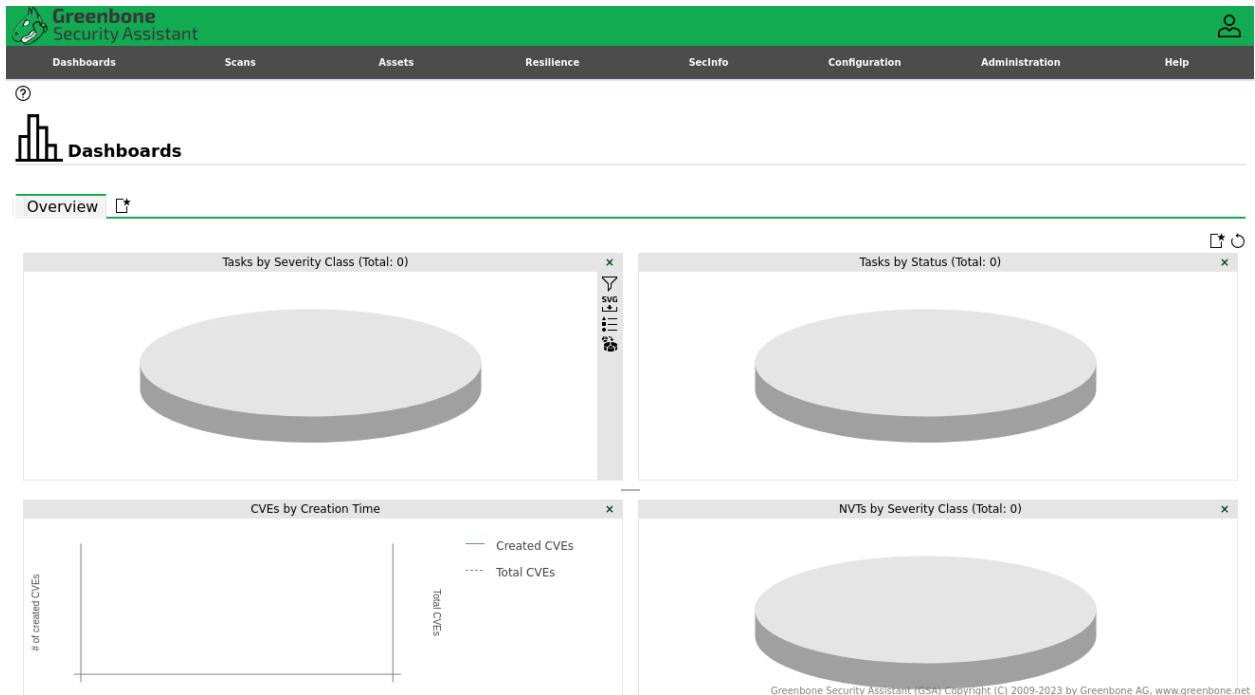 Greenbone
Security Assistant
Dashboards Scans Assets Resilience SecInfo Configuration Administration Help
Dashboards
Overview
Tasks by Severity Class (Total: 0) ×
Tasks by Status (Total: 0) ×
SVG
CVEs by Creation Time ×
NVTs by Severity Class (Total: 0) ×
Created CVEs
Total CVEs
# of created CVEs
Total CVEs
Greenbone Security Assistant (GSA) Copyright (C) 2009-2023 by Greenbone AG, www.greenbone.net